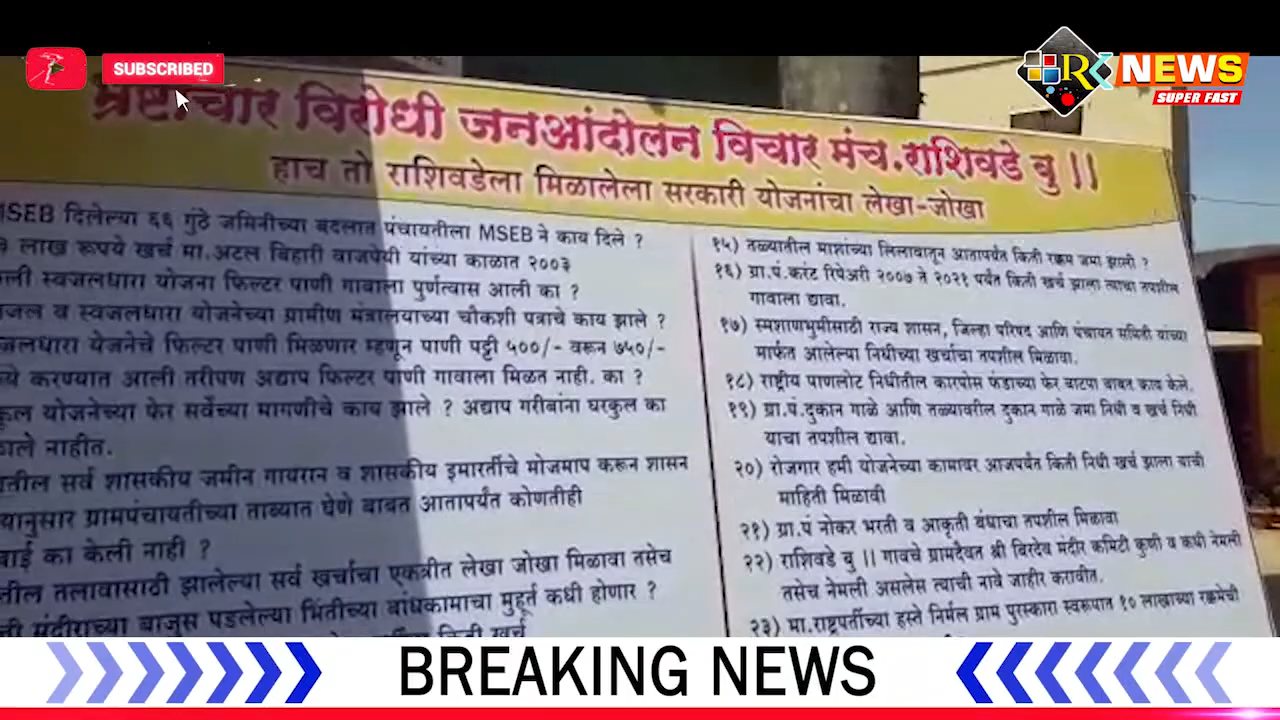 SUBSCRIBED
RK NEWS
SUPER FAST
भ्रष्टाचार विरोधी जनआंदोलन विचार मंच.राशिवडे बु ||
हाच तो राशिवडेला मिळालेला सरकारी योजनांचा लेखा-जोखा
MSEB दिलेल्या ६६ गुंठे जमिनीच्या बदलात पंचायतीला MSEB ने काय दिले ?
लाख रूपये खर्च मा.अटल बिहारी वाजपेयी यांच्या काळात २००३
ली स्वजलधारा योजना फिल्टर पाणी गावाला पुर्णत्वास आली का ?
जल व स्वजलधारा योजनेच्या ग्रामीण मंत्रालयाच्या चौकशी पत्राचे काय झाले ?
जलधारा येजनेचे फिल्टर पाणी मिळणार म्हणून पाणी पट्टी ५००/- वरून ७५०/-
करण्यात आली तरीपण अद्याप फिल्टर पाणी गावाला मिळत नाही. का ?
कूल योजनेच्या फेर सर्वेच्या मागणीचे काय झाले ? अद्याप गरीबांना घरकुल का
ाले नाहीत.
तील सर्व शासकीय जमीन गायरान व शासकीय इमारतींचे मोजमाप करून शासन
यानुसार ग्रामपंचायतीच्या ताब्यात घेणे बाबत आतापर्यंत कोणतीही
वाई का केली नाही ?
तील तलावासाठी झालेल्या सर्व खर्चाचा एकत्रीत लेखा जोखा मिळावा तसेच
मंदीराच्या बाजुस पडलेल्या भिंतीच्या बांधकामाचा मुहूर्त कधी होणार ?
किती खर्च
१५) तळ्यातील माशांच्या लिलावातून आतापर्यंत किती रक्कम जमा झाली ?
१६) ग्रा.पं.करंट रिपेअरी २००७ ते २०२१ पर्यंत किती खर्च झाला त्याचा तपशील
गावाला द्यावा.
१७) स्मशाणभुमीसाठी राज्य शासन, जिल्हा परिषद आणि पंचायत समिती यांच्या
मार्फत आलेल्या निधीच्या खर्चाचा तपशील मिळावा.
१८) राष्ट्रीय पाणलोट निधीतील कारपोस फंडाच्या फेर वाटपा बाबत काय केले.
१९) ग्रा.पं.दुकान गाळे आणि तळ्यावरील दुकान गाळे जमा निधी व खर्च निधी
याचा तपशील द्यावा.
२०) रोजगार हमी योजनेच्या कामावर आजपर्यंत किती निधी खर्च झाला याची
माहिती मिळावी
२१) ग्रा.पं नोकर भरती व आकृती बंधाचा तपशील मिळावा
२२) राशिवडे बु || गावचे ग्रामदैवत श्री बिरदेव मंदीर कमिटी कुणी व कधी नेमली
तसेच नेमली असलेस त्याची नावे जाहीर करावीत.
२३) मा.राष्ट्रपतींच्या हस्ते निर्मल ग्राम पुरस्कारा स्वरूपात १० लाखाच्या रक्कमेची
BREAKING NEWS